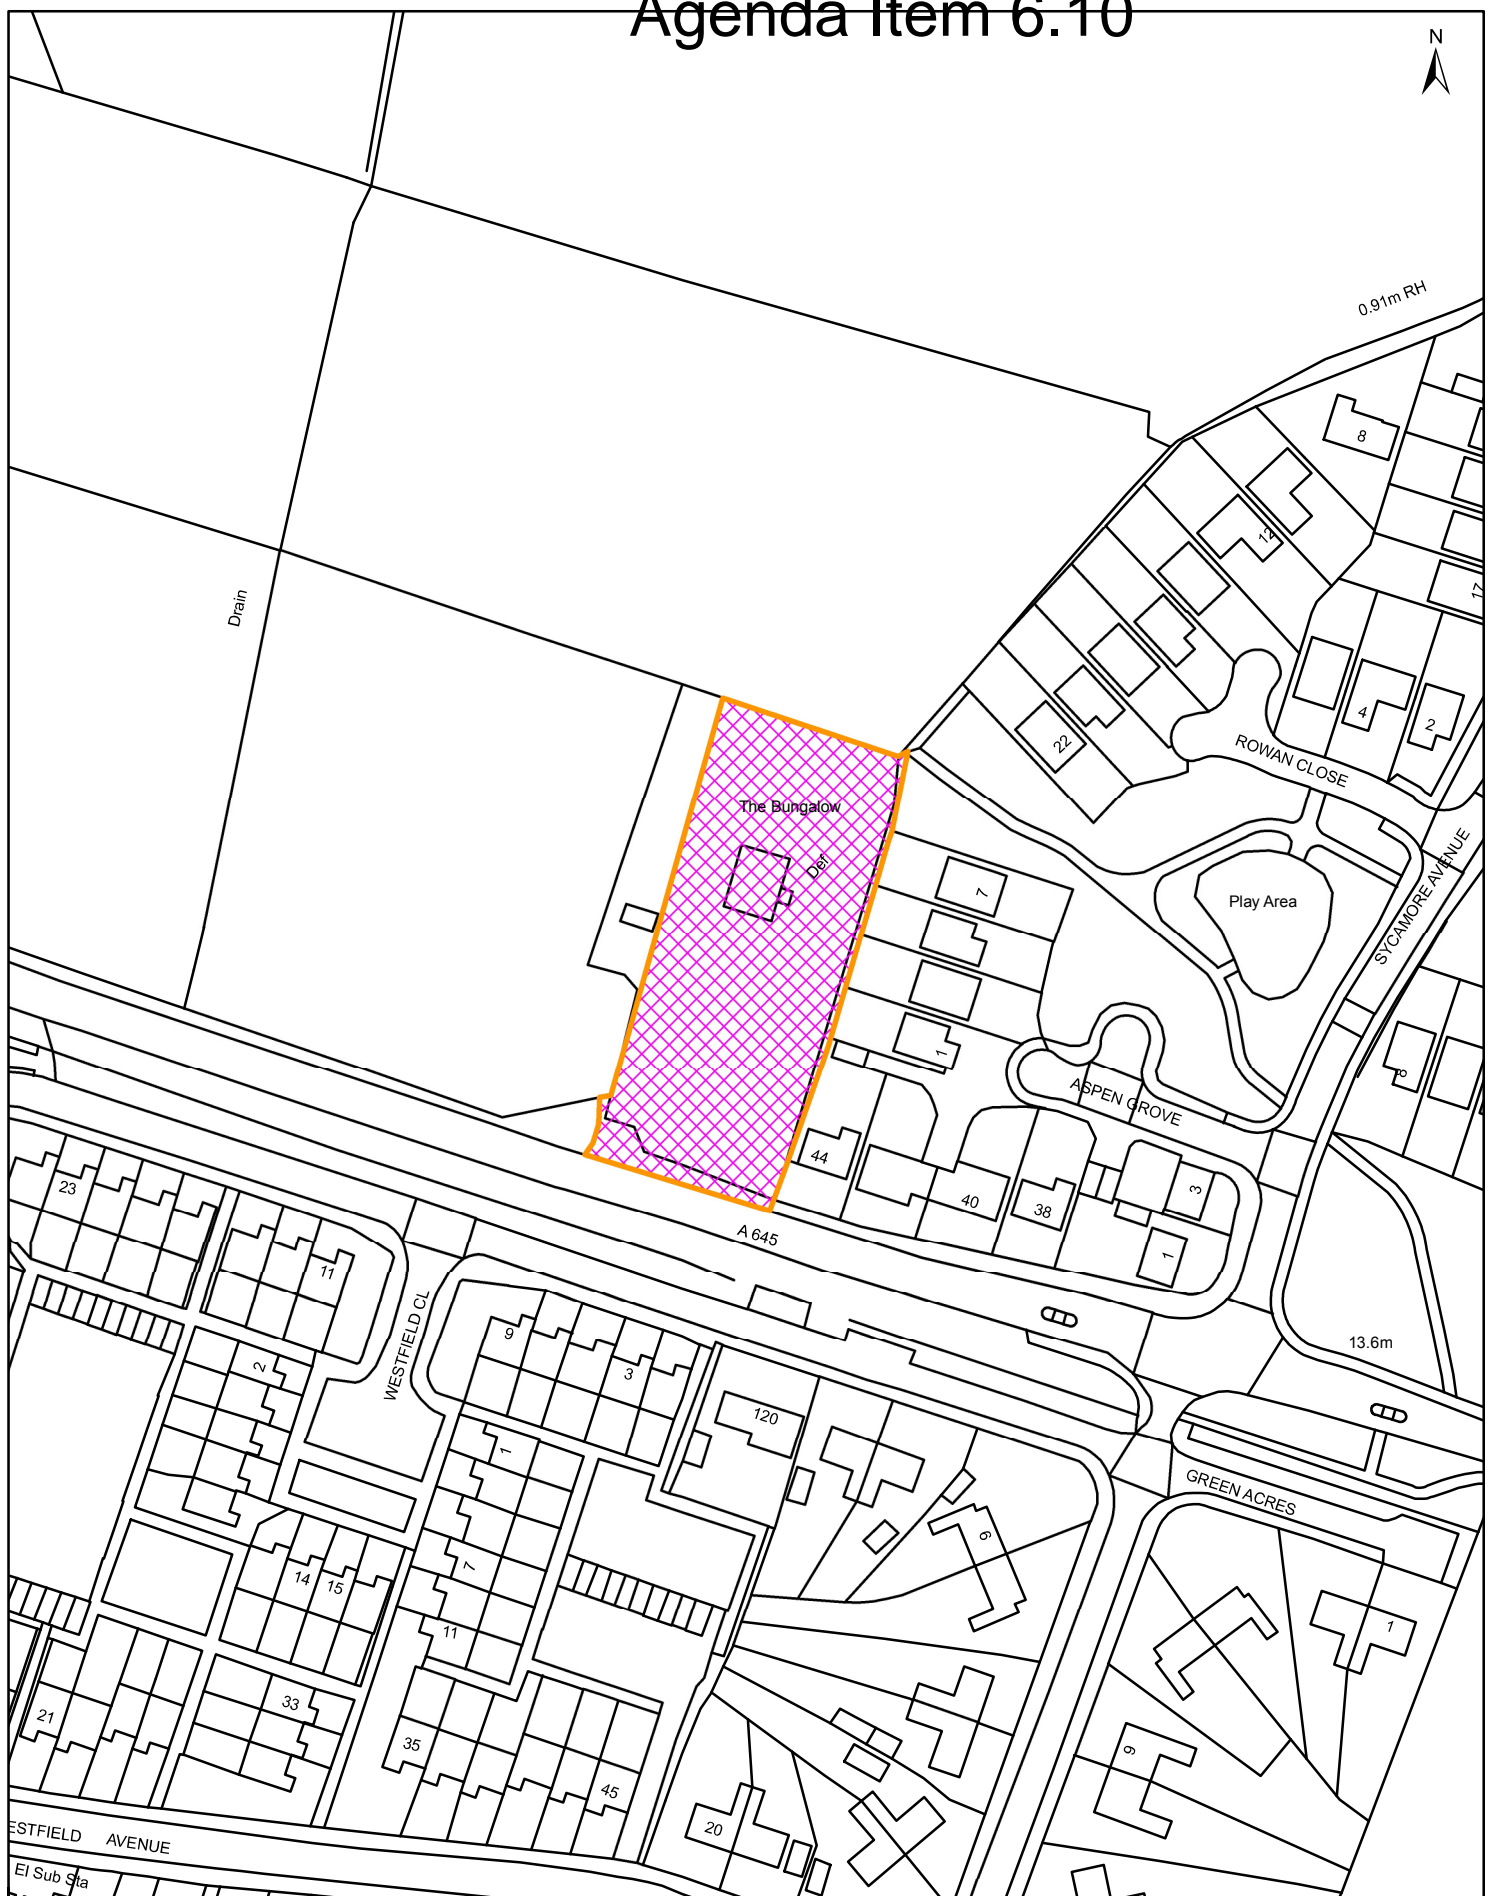 Agenda Item 6.10
N
0.91m RH
8
12
17
Drain
4
2
22
ROWAN CLOSE
The Bungalow
Def
7
Play Area
SYCAMORE AVENUE
1
8
ASPEN GROVE
44
40
38
3
1
23
A 645
11
WESTFIELD CL
9
3
2
13.6m
120
1
GREEN ACRES
6
7
14
15
11
1
33
21
35
45
9
20
ESTFIELD AVENUE
El Sub Sta